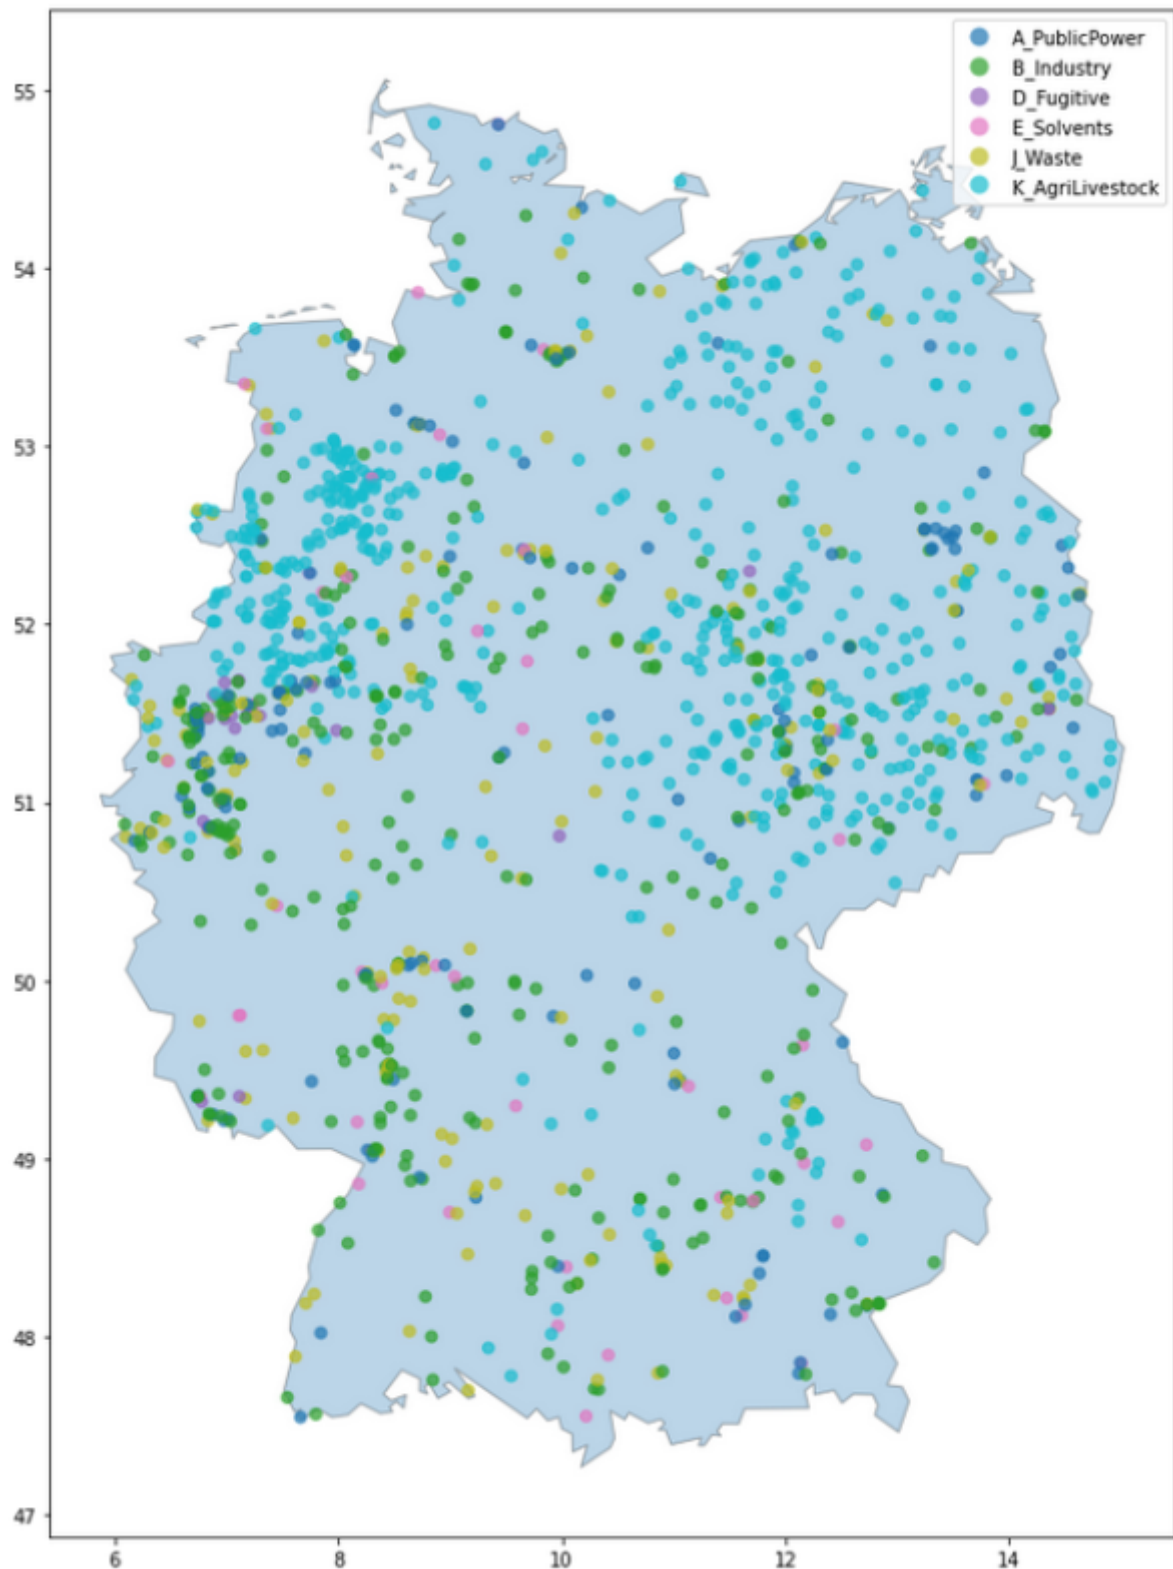 A_PublicPower
B_Industry
D_Fugitive
E_Solvents
J_Waste
K_AgriLivestock
55
54
53
52
51
50
49
48
47
6 8 10 12 14